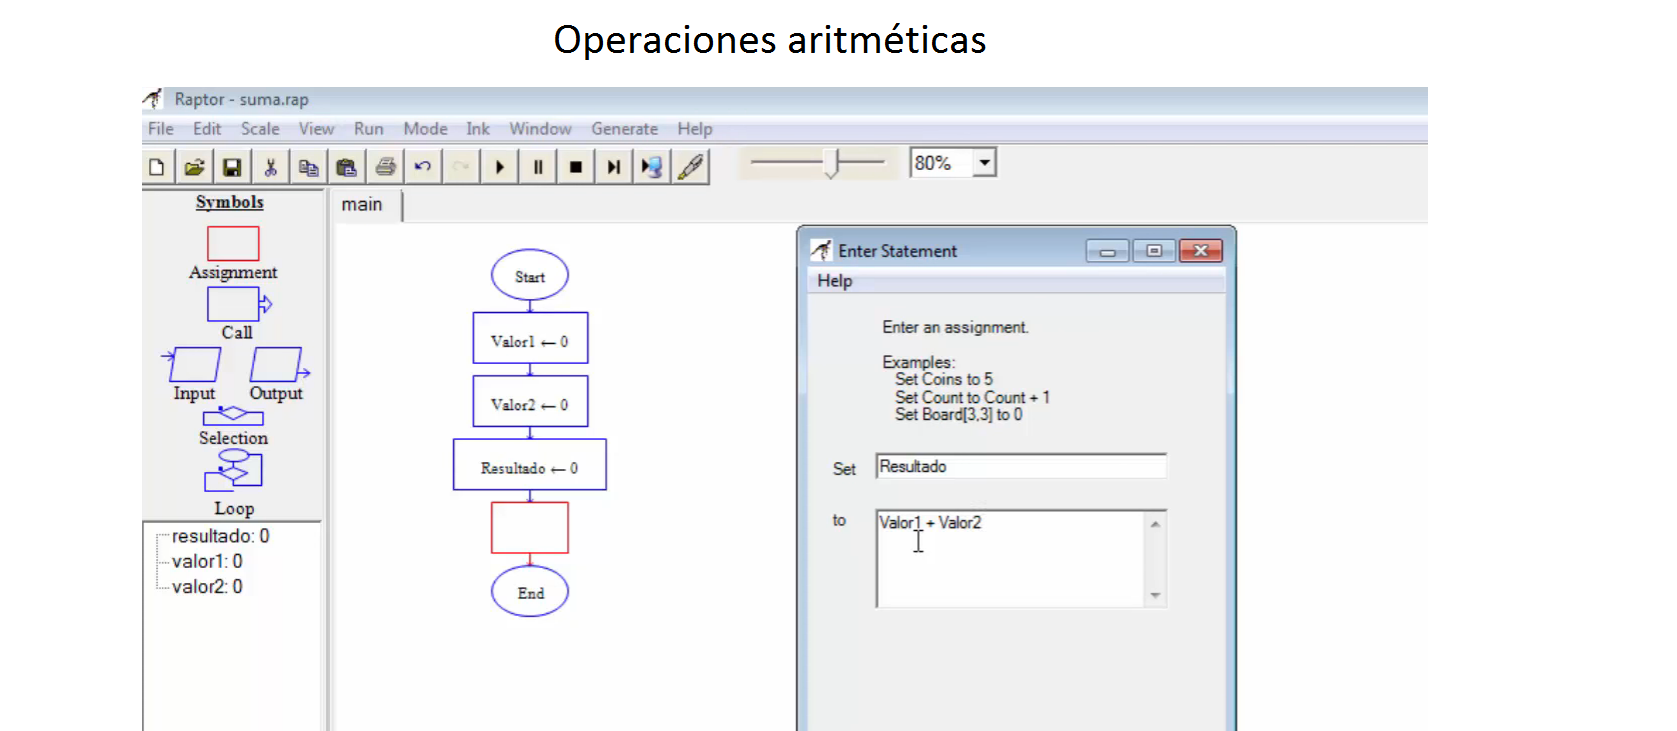 Operaciones aritméticas
Raptor - suma.rap
File Edit Scale View Run Mode Ink Window Generate Help
80%
Symbols
Assignment
Call
Input Output
Selection
Loop
resultado: 0
valor1: 0
valor2: 0
main
Start
Valor1 ← 0
Valor2 ← 0
Resultado ← 0
End
Enter Statement
Help
Enter an assignment.
Examples:
Set Coins to 5
Set Count to Count + 1
Set Board[3,3] to 0
Set Resultado
to Valor1 + Valor2